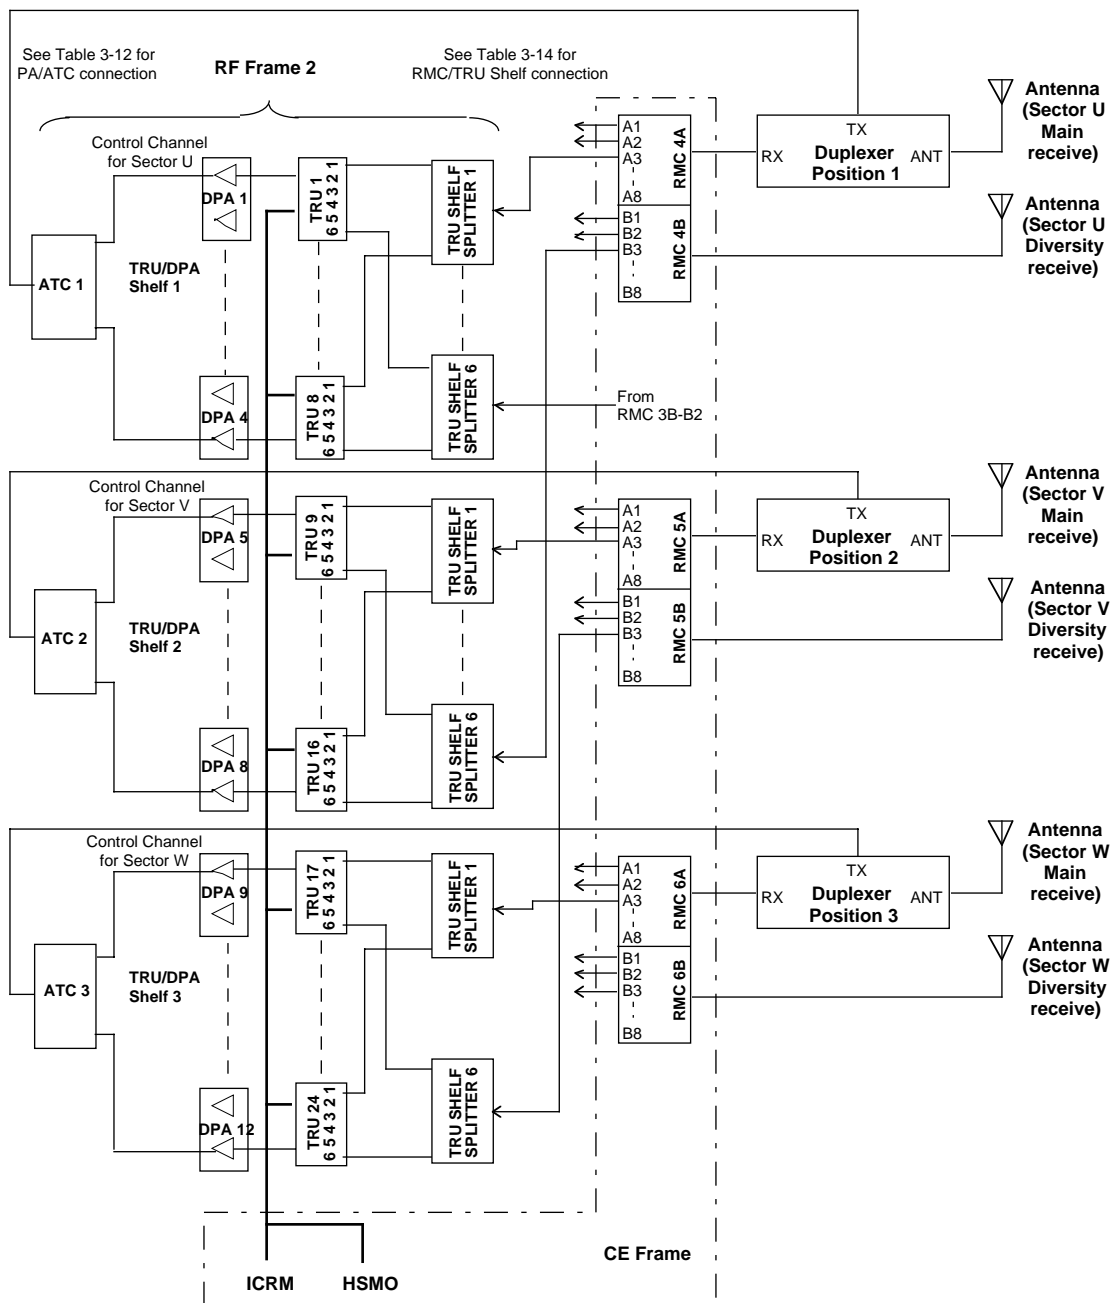 See Table 3-12 for
PA/ATC connection
RF Frame 2
See Table 3-14 for
RMC/TRU Shelf connection
Control Channel
for Sector U
DPA 1
TRU 1
6 5 4 3 2 1
TRU SHELF
SPLITTER 1
A1
A2
A3
A8
RMC 4A
B1
B2
B3
B8
RMC 4B
RX
TX
Duplexer
Position 1
ANT
Antenna
(Sector U
Main
receive)
Antenna
(Sector U
Diversity
receive)
ATC 1
TRU/DPA
Shelf 1
DPA 4
TRU 8
6 5 4 3 2 1
TRU SHELF
SPLITTER 6
From
RMC 3B-B2
Control Channel
for Sector V
DPA 5
TRU 9
6 5 4 3 2 1
TRU SHELF
SPLITTER 1
A1
A2
A3
A8
RMC 5A
B1
B2
B3
B8
RMC 5B
RX
TX
Duplexer
Position 2
ANT
Antenna
(Sector V
Main
receive)
Antenna
(Sector V
Diversity
receive)
ATC 2
TRU/DPA
Shelf 2
DPA 8
TRU 16
6 5 4 3 2 1
TRU SHELF
SPLITTER 6
Control Channel
for Sector W
DPA 9
TRU 17
6 5 4 3 2 1
TRU SHELF
SPLITTER 1
A1
A2
A3
A8
RMC 6A
B1
B2
B3
B8
RMC 6B
RX
TX
Duplexer
Position 3
ANT
Antenna
(Sector W
Main
receive)
Antenna
(Sector W
Diversity
receive)
ATC 3
TRU/DPA
Shelf 3
DPA 12
TRU 24
6 5 4 3 2 1
TRU SHELF
SPLITTER 6
CE Frame
ICRM
HSMO